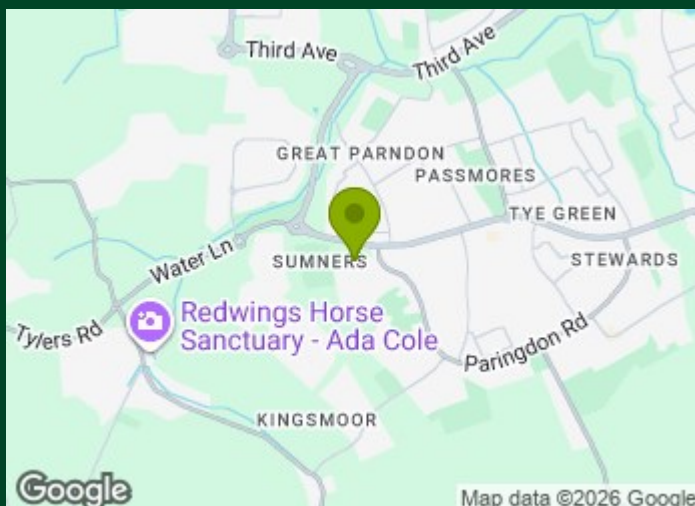 Third Ave
Third Ave
GREAT PARNDON
PASSMORES
TYE GREEN
Water Ln
SUMNERS
STEWARDS
Tylers Rd
Redwings Horse
Sanctuary - Ada Cole
Paringdon Rd
KINGSMOOR
Google
Map data ©2026 Google